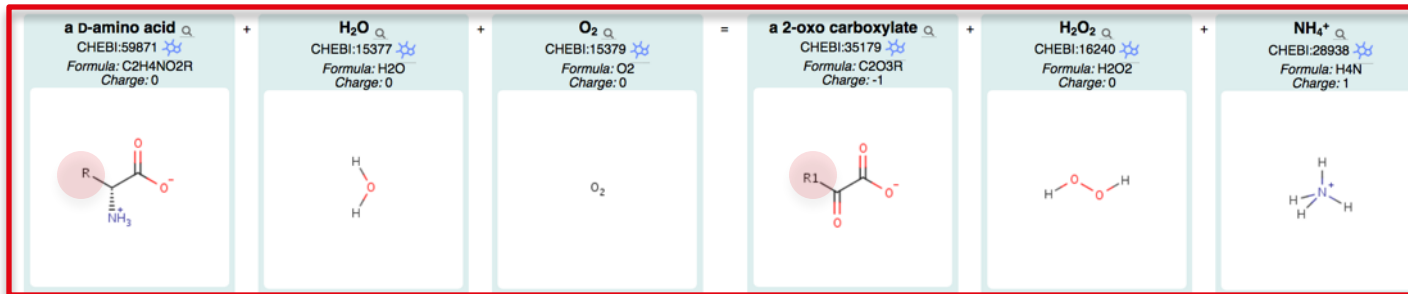 a D-amino acid + H₂O + O₂ = a 2-oxo carboxylate + H₂O₂ + NH₄⁺
CHEBI:59871 CHEBI:15377 CHEBI:15379 CHEBI:35179 CHEBI:16240 CHEBI:28938
Formula: C2H4NO2R Formula: H2O Formula: O2 Formula: C2O3R Formula: H2O2 Formula: H4N
Charge: 0 Charge: 0 Charge: 0 Charge: -1 Charge: 0 Charge: 1
R O O⁻ NH₃⁺
H O H
O₂
R1 O O O⁻
H O O H
H N⁺ H H H